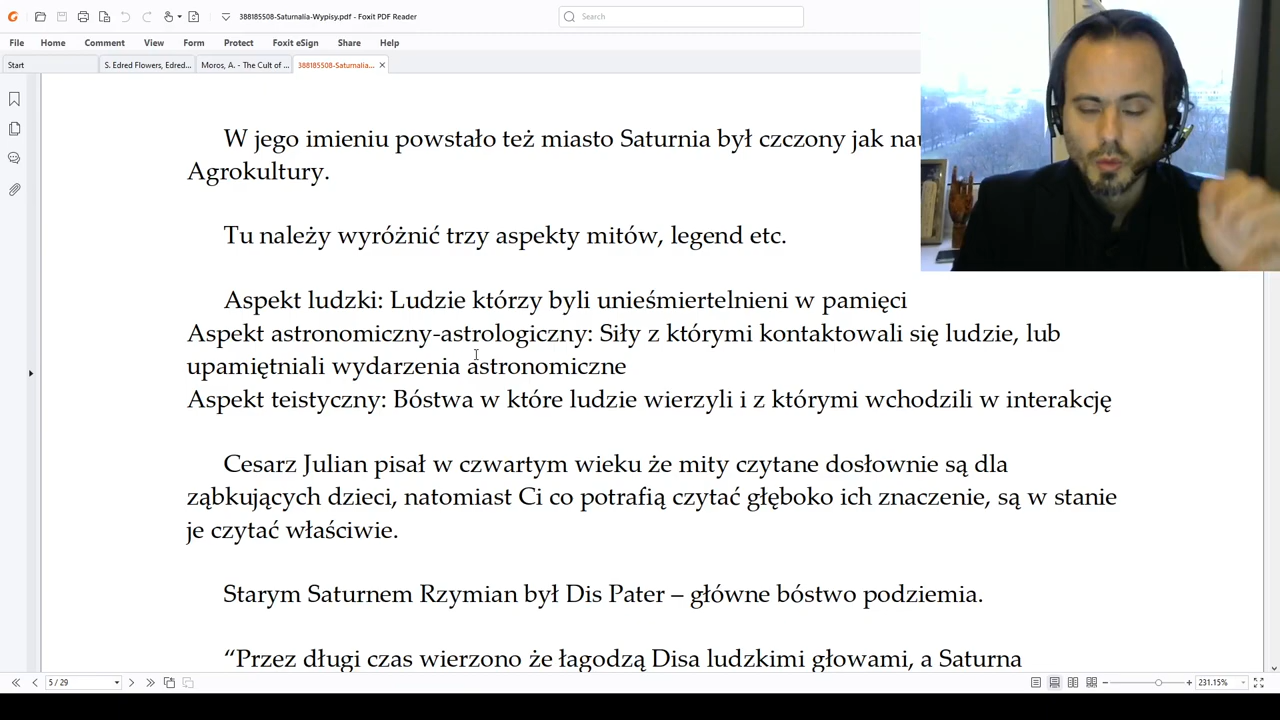 388185508-Saturnalia-Wypisy.pdf - Foxit PDF Reader
Search
File Home Comment View Form Protect Foxit eSign Share Help
Start S. Edred Flowers, Edred... Moros, A. - The Cult of ... 388185508-Saturnalia...
W jego imieniu powstało też miasto Saturnia był czczony jak
Agrokultury.
Tu należy wyróżnić trzy aspekty mitów, legend etc.
Aspekt ludzki: Ludzie którzy byli unieśmiertelnieni w pamięci
Aspekt astronomiczny-astrologiczny: Siły z którymi kontaktowali się ludzie, lub
upamiętniali wydarzenia astronomiczne
Aspekt teistyczny: Bóstwa w które ludzie wierzyli i z którymi wchodzili w interakcję
Cesarz Julian pisał w czwartym wieku że mity czytane dosłownie są dla
ząbkujących dzieci, natomiast Ci co potrafią czytać głęboko ich znaczenie, są w stanie
je czytać właściwie.
Starym Saturnem Rzymian był Dis Pater – główne bóstwo podziemia.
“Przez długi czas wierzono że łagodzą Disa ludzkimi głowami, a Saturna
5 / 29 231.15%